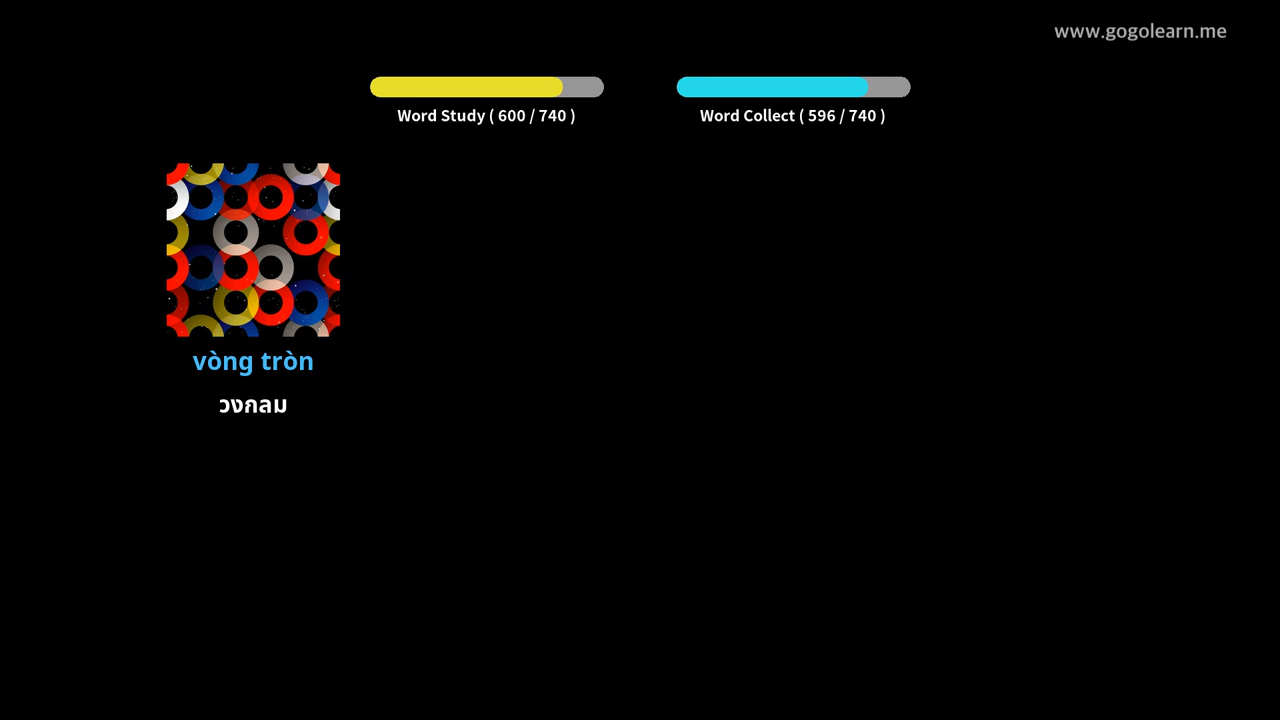 www.gogolearn.me
Word Study ( 600 / 740 )
Word Collect ( 596 / 740 )
vòng tròn
วงกลม